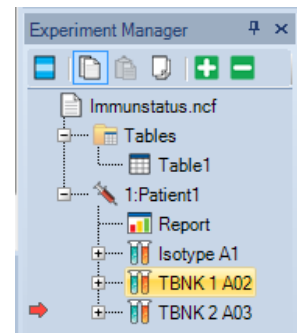 Experiment Manager
Immunstatus.ncf
Tables
Table1
1:Patient1
Report
Isotype A1
TBNK 1 A02
TBNK 2 A03